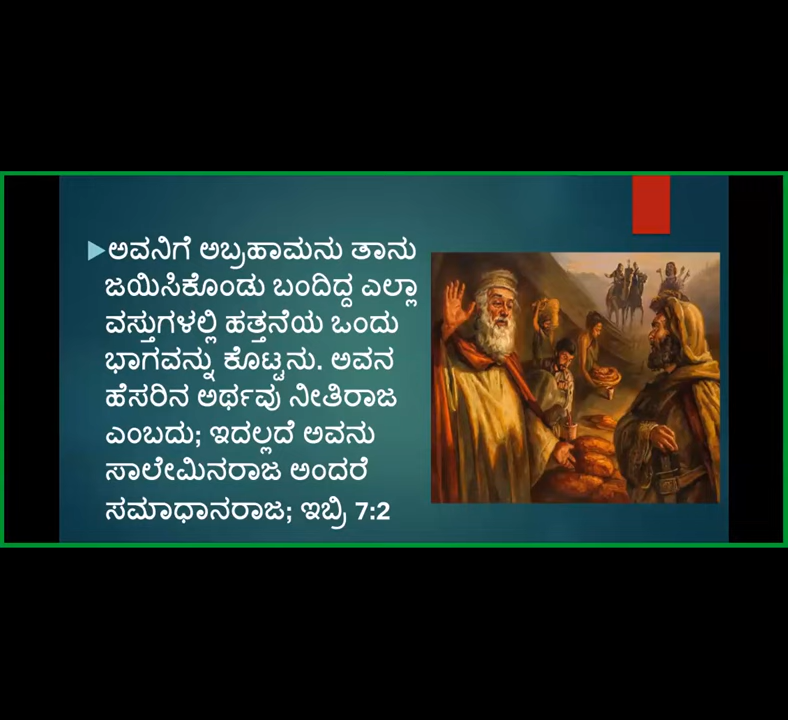 ಅವನಿಗೆ ಅಬ್ರಹಾಮನು ತಾನು
ಜಯಿಸಿಕೊಂಡು ಬಂದಿದ್ದ ಎಲ್ಲಾ
ವಸ್ತುಗಳಲ್ಲಿ ಹತ್ತನೆಯ ಒಂದು
ಭಾಗವನ್ನು ಕೊಟ್ಟನು. ಅವನ
ಹೆಸರಿನ ಅರ್ಥವು ನೀತಿರಾಜ
ಎಂಬದು; ಇದಲ್ಲದೆ ಅವನು
ಸಾಲೇಮಿನರಾಜ ಅಂದರೆ
ಸಮಾಧಾನರಾಜ; ಇಬ್ರಿ 7:2